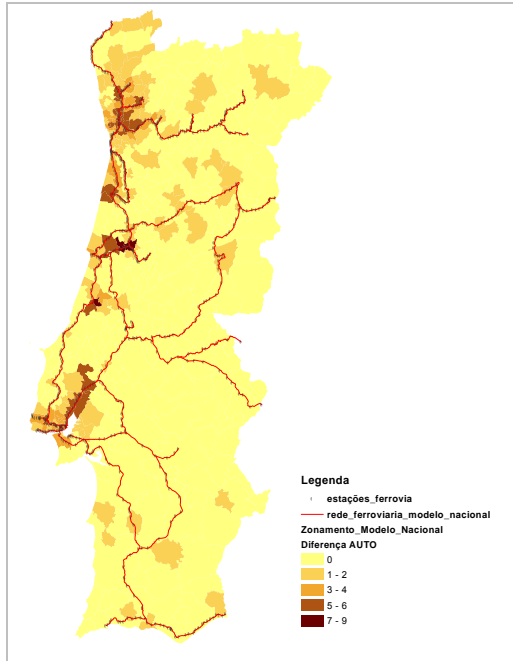 Legenda
estações_ferrovia
rede_ferroviaria_modelo_nacional
Zonamento_Modelo_Nacional
Diferença AUTO
0
1 - 2
3 - 4
5 - 6
7 - 9